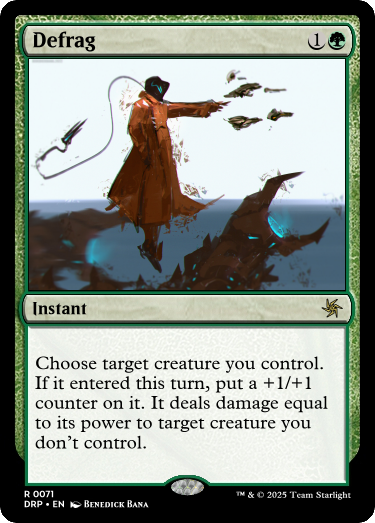 Defrag 1
Instant
Choose target creature you control.
If it entered this turn, put a +1/+1
counter on it. It deals damage equal
to its power to target creature you
don't control.
R 0071
DRP • EN Benedick Bana
™ & © 2025 Team Starlight